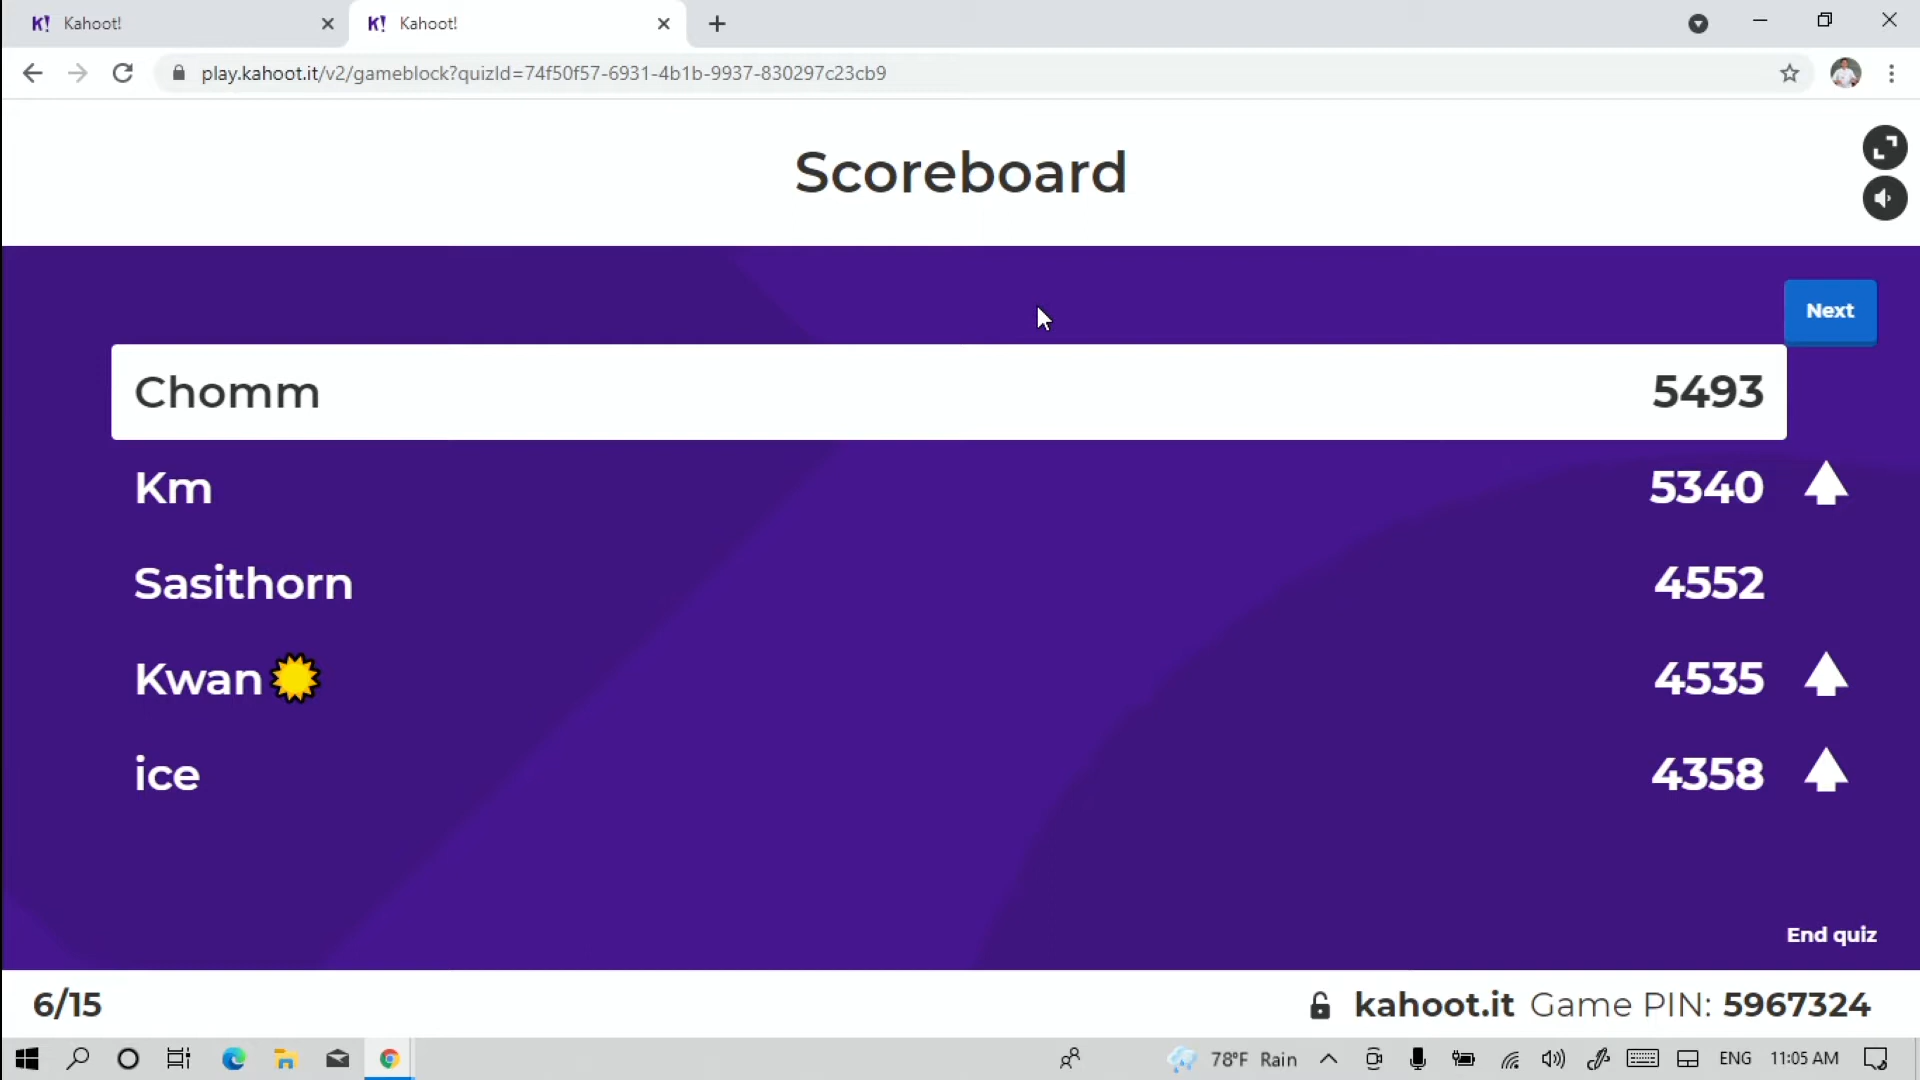 K! Kahoot!
K! Kahoot!
play.kahoot.it/v2/gameblock?quizId=74f50f57-6931-4b1b-9937-830297c23cb9
Scoreboard
Next
Chomm 5493
Km 5340
Sasithorn 4552
Kwan 4535
ice 4358
End quiz
6/15
kahoot.it Game PIN: 5967324
78°F Rain
ENG
11:05 AM